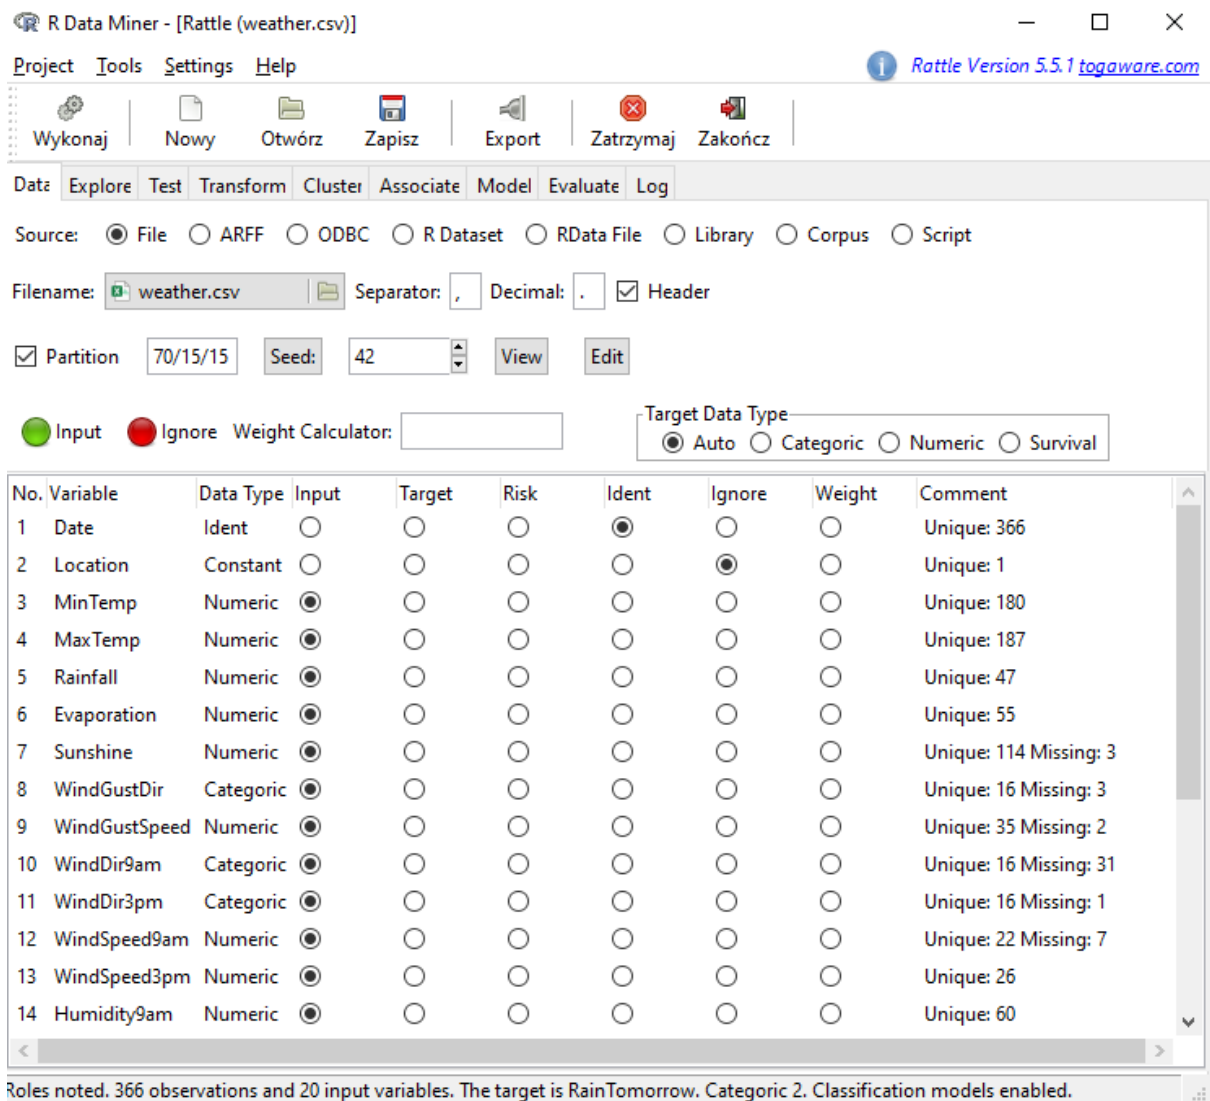 R Data Miner - [Rattle (weather.csv)]
Project Tools Settings Help Rattle Version 5.5.1 togaware.com
Wykonaj Nowy Otwórz Zapisz Export Zatrzymaj Zakończ
Data Explore Test Transform Cluster Associate Model Evaluate Log
Source: File ARFF ODBC R Dataset RData File Library Corpus Script
Filename: weather.csv Separator: , Decimal: . Header
Partition 70/15/15 Seed: 42 View Edit
Target Data Type
Input Ignore Weight Calculator: Auto Categoric Numeric Survival
No. Variable Data Type Input Target Risk Ident Ignore Weight Comment
1 Date Ident Unique: 366
2 Location Constant Unique: 1
3 MinTemp Numeric Unique: 180
4 MaxTemp Numeric Unique: 187
5 Rainfall Numeric Unique: 47
6 Evaporation Numeric Unique: 55
7 Sunshine Numeric Unique: 114 Missing: 3
8 WindGustDir Categoric Unique: 16 Missing: 3
9 WindGustSpeed Numeric Unique: 35 Missing: 2
10 WindDir9am Categoric Unique: 16 Missing: 31
11 WindDir3pm Categoric Unique: 16 Missing: 1
12 WindSpeed9am Numeric Unique: 22 Missing: 7
13 WindSpeed3pm Numeric Unique: 26
14 Humidity9am Numeric Unique: 60
Roles noted. 366 observations and 20 input variables. The target is RainTomorrow. Categoric 2. Classification models enabled.